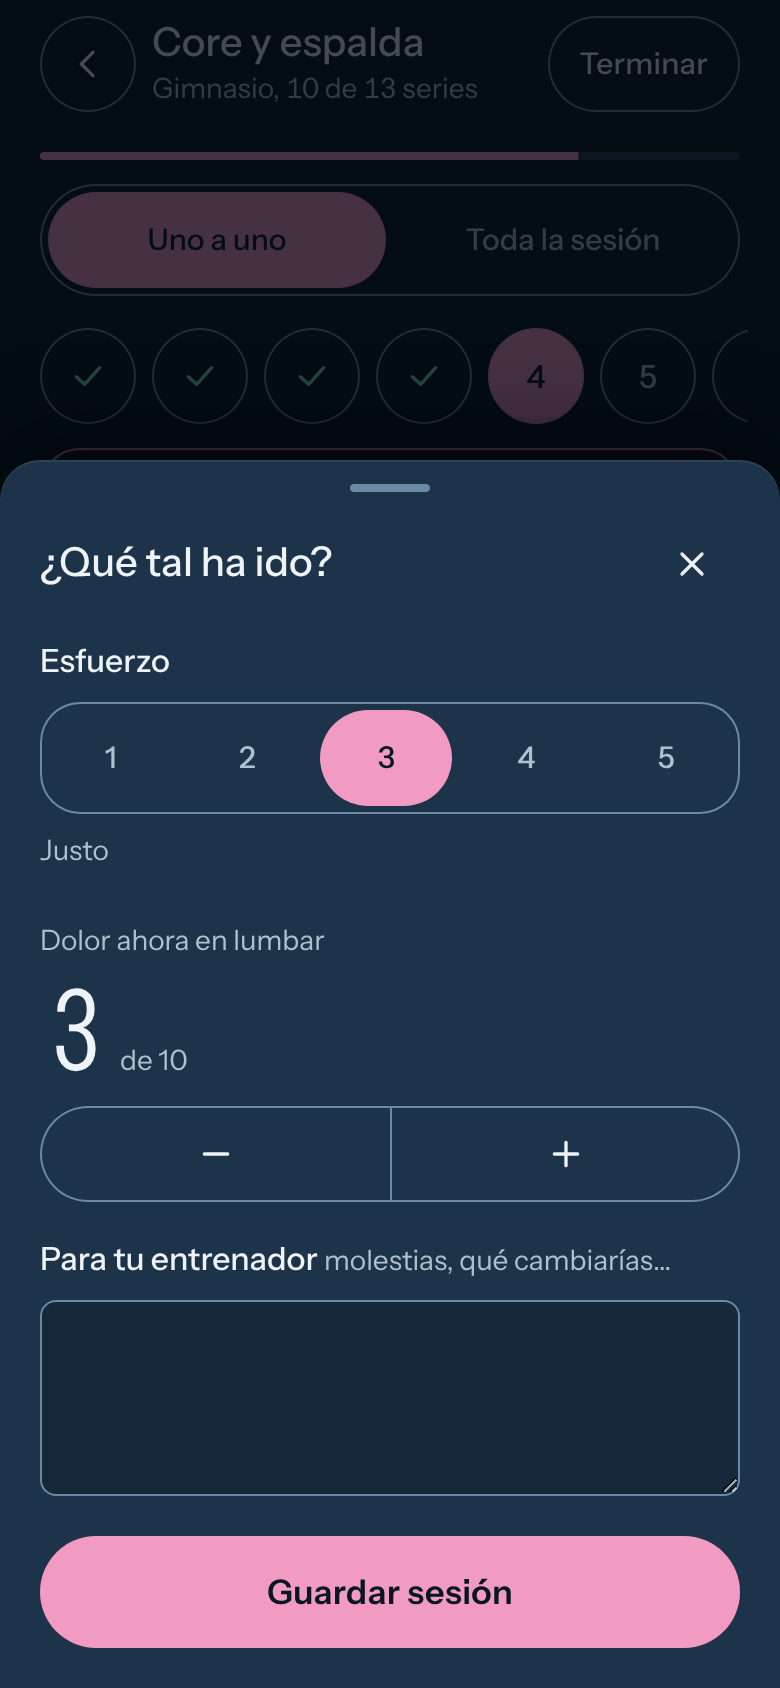 Core y espalda
Gimnasio, 10 de 13 series
Terminar
Uno a uno
Toda la sesión
4
5
¿Qué tal ha ido?
Esfuerzo
1 2 3 4 5
Justo
Dolor ahora en lumbar
3 de 10
Para tu entrenador molestias, qué cambiarías...
Guardar sesión